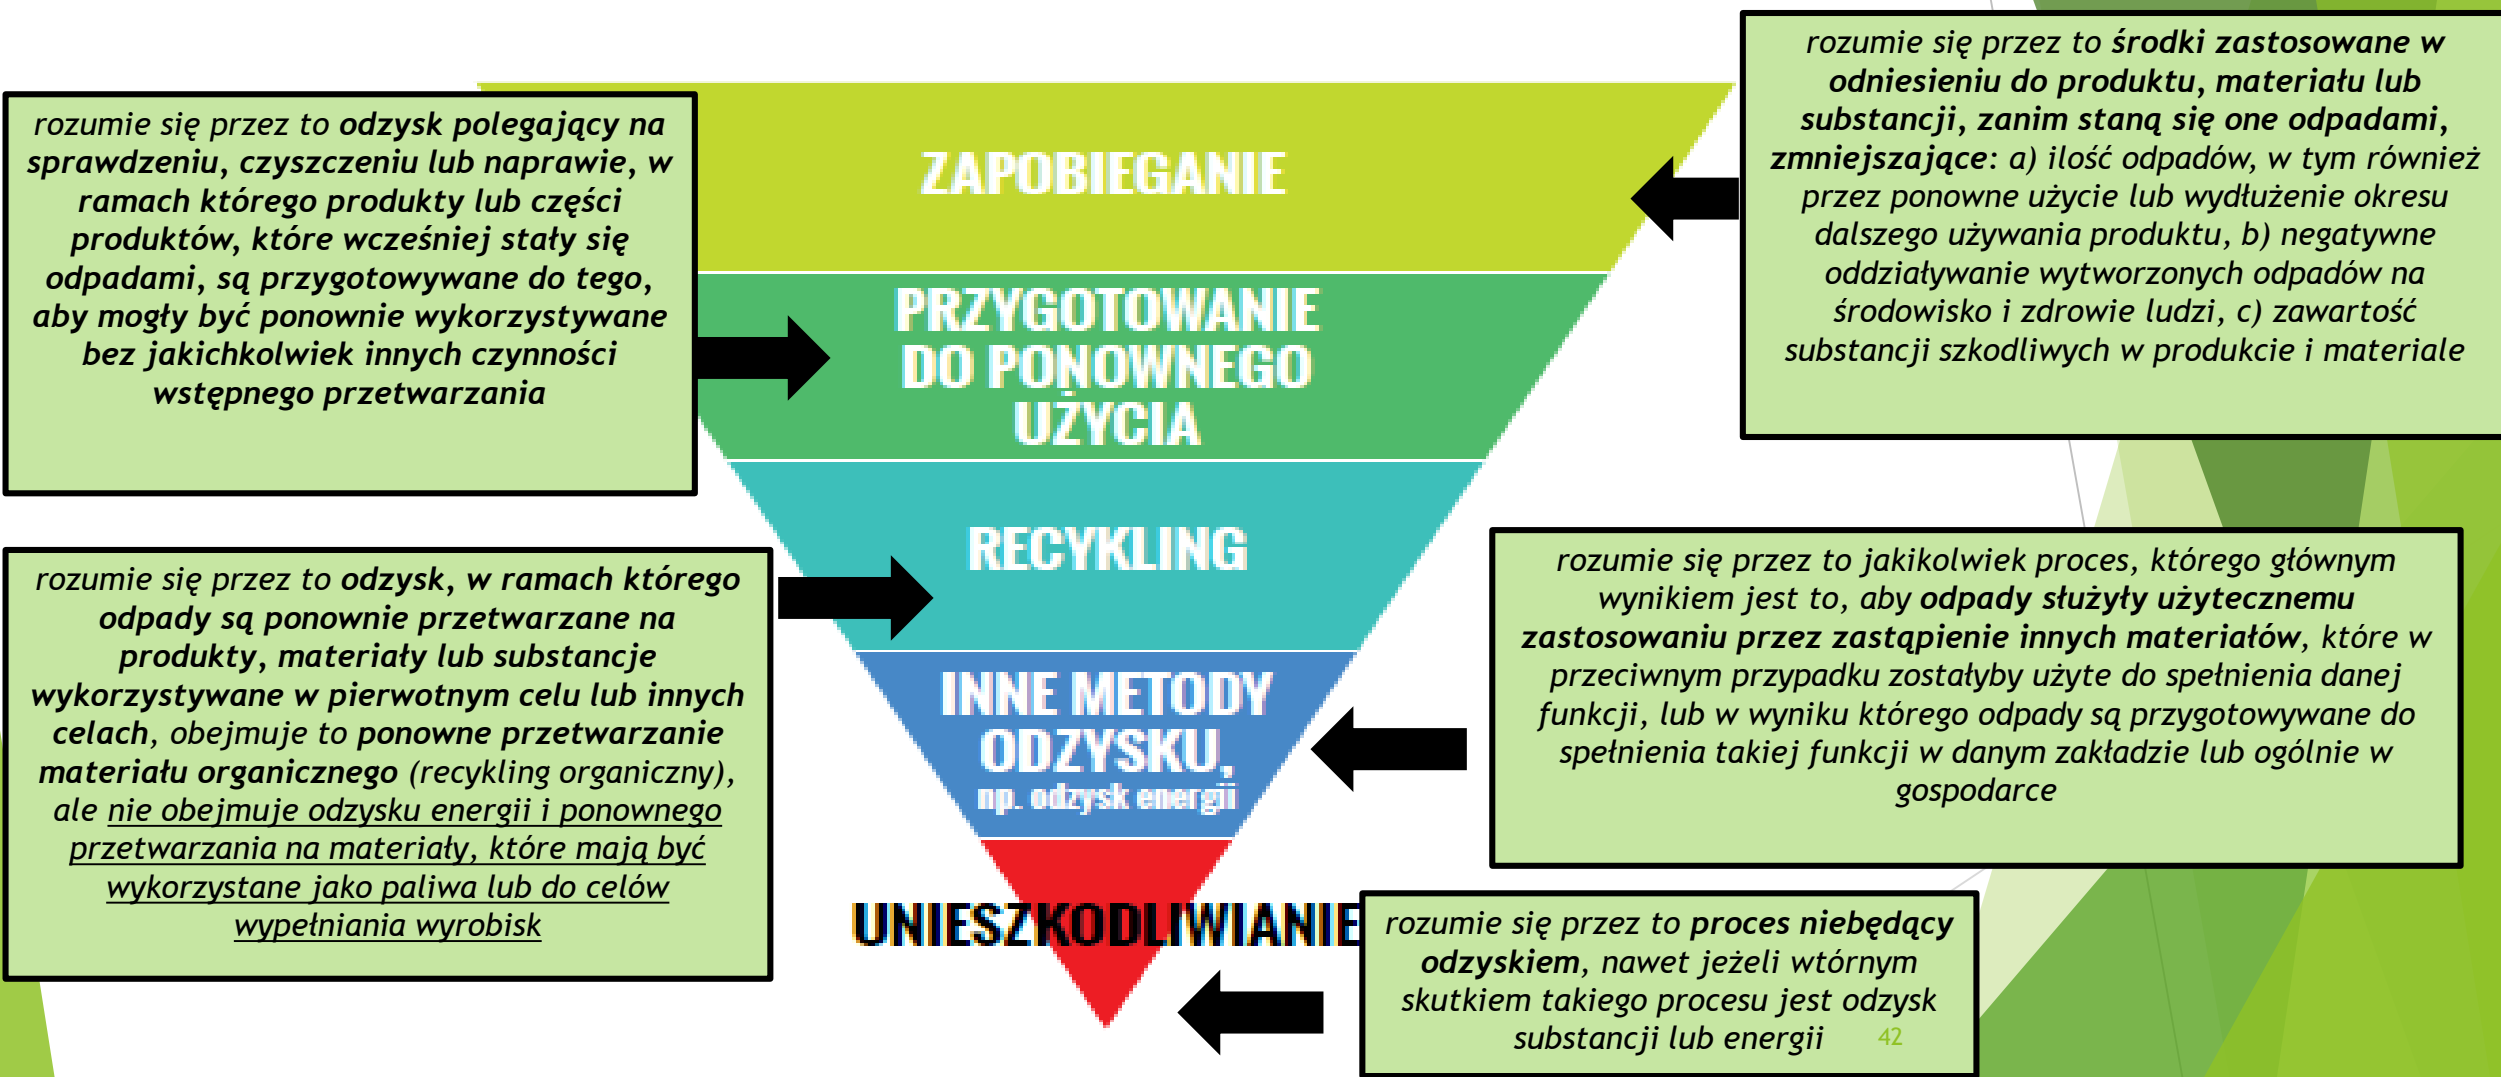 rozumie się przez to środki zastosowane w
odniesieniu do produktu, materiału lub
substancji, zanim staną się one odpadami,
zmniejszające: a) ilość odpadów, w tym również
przez ponowne użycie lub wydłużenie okresu
dalszego używania produktu, b) negatywne
oddziaływanie wytworzonych odpadów na
środowisko i zdrowie ludzi, c) zawartość
substancji szkodliwych w produkcie i materiale
rozumie się przez to odzysk polegający na
sprawdzeniu, czyszczeniu lub naprawie, w
ramach którego produkty lub części
produktów, które wcześniej stały się
odpadami, są przygotowywane do tego,
aby mogły być ponownie wykorzystywane
bez jakichkolwiek innych czynności
wstępnego przetwarzania
ZAPOBIEGANIE
PRZYGOTOWANIE
DO PONOWNEGO
UŻYCIA
RECYKLING
INNE METODY
ODZYSKU,
np. odzysk energii
UNIESZKODLIWIANIE
rozumie się przez to odzysk, w ramach którego
odpady są ponownie przetwarzane na
produkty, materiały lub substancje
wykorzystywane w pierwotnym celu lub innych
celach, obejmuje to ponowne przetwarzanie
materiału organicznego (recykling organiczny),
ale nie obejmuje odzysku energii i ponownego
przetwarzania na materiały, które mają być
wykorzystane jako paliwa lub do celów
wypełniania wyrobisk
rozumie się przez to jakikolwiek proces, którego głównym
wynikiem jest to, aby odpady służyły użytecznemu
zastosowaniu przez zastąpienie innych materiałów, które w
przeciwnym przypadku zostałyby użyte do spełnienia danej
funkcji, lub w wyniku którego odpady są przygotowywane do
spełnienia takiej funkcji w danym zakładzie lub ogólnie w
gospodarce
rozumie się przez to proces niebędący
odzyskiem, nawet jeżeli wtórnym
skutkiem takiego procesu jest odzysk
substancji lub energii
42